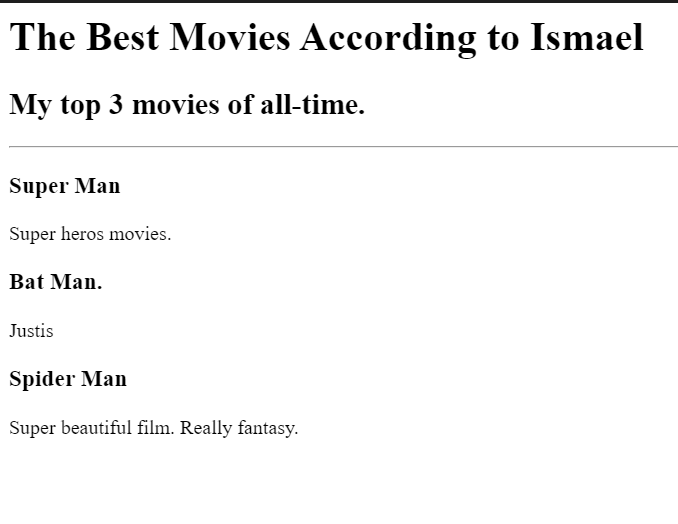 The Best Movies According to Ismael
My top 3 movies of all-time.
Super Man
Super heros movies.
Bat Man.
Justis
Spider Man
Super beautiful film. Really fantasy.